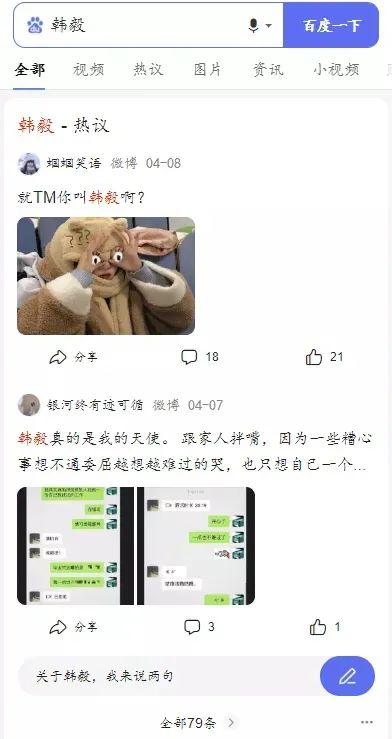 韩毅
百度一下
全部 视频 热议 图片 资讯 小视频
韩毅 - 热议
蝈蝈笑语 微博 04-08
就TM你叫韩毅啊？
分享 18 21
银河终有迹可循 微博 04-07
韩毅真的是我的天使。 跟家人拌嘴，因为一些糟心
事想不通委屈越想越难过的哭，也只想自己一个...
分享 3 1
关于韩毅，我来说两句
全部79条